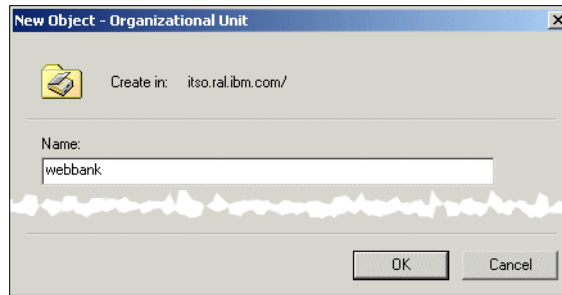 New Object - Organizational Unit
Create in: itso.ral.ibm.com/
Name:
webbank
OK Cancel